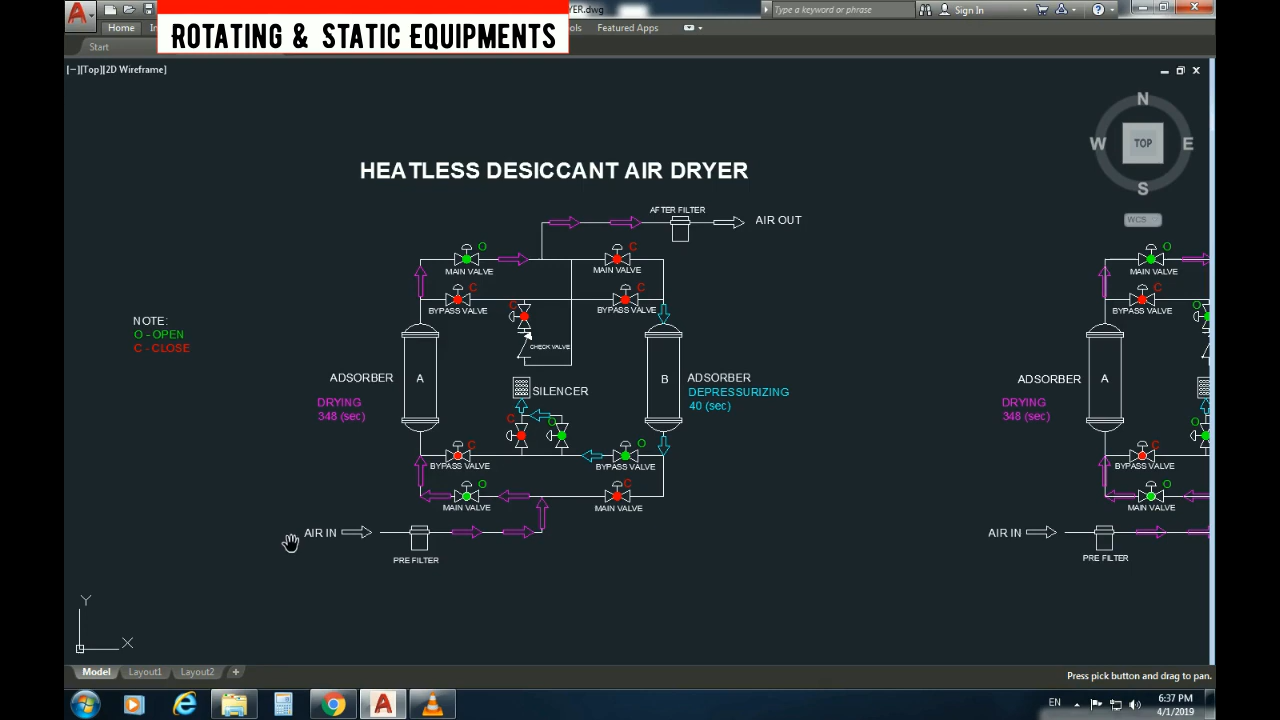 YER.dwg
Type a keyword or phrase
Sign In
ROTATING & STATIC EQUIPMENTS
Home
In
ols
Featured Apps
Start
[−][Top][2D Wireframe]
N
W
TOP
E
S
WCS
HEATLESS DESICCANT AIR DRYER
AFTER FILTER
AIR OUT
O
MAIN VALVE
C
MAIN VALVE
C
BYPASS VALVE
C
C
BYPASS VALVE
CHECK VALVE
NOTE:
O - OPEN
C - CLOSE
ADSORBER
A
DRYING
348 (sec)
SILENCER
B
ADSORBER
DEPRESSURIZING
40 (sec)
C
BYPASS VALVE
C
O
O
BYPASS VALVE
O
MAIN VALVE
C
MAIN VALVE
AIR IN
PRE FILTER
O
MAIN VALVE
C
BYPASS VALVE
O
ADSORBER
A
DRYING
348 (sec)
O
C
BYPASS VALVE
O
MAIN VALVE
AIR IN
PRE FILTER
Y
X
Model
Layout1
Layout2
+
Press pick button and drag to pan.
EN
6:37 PM
4/1/2019